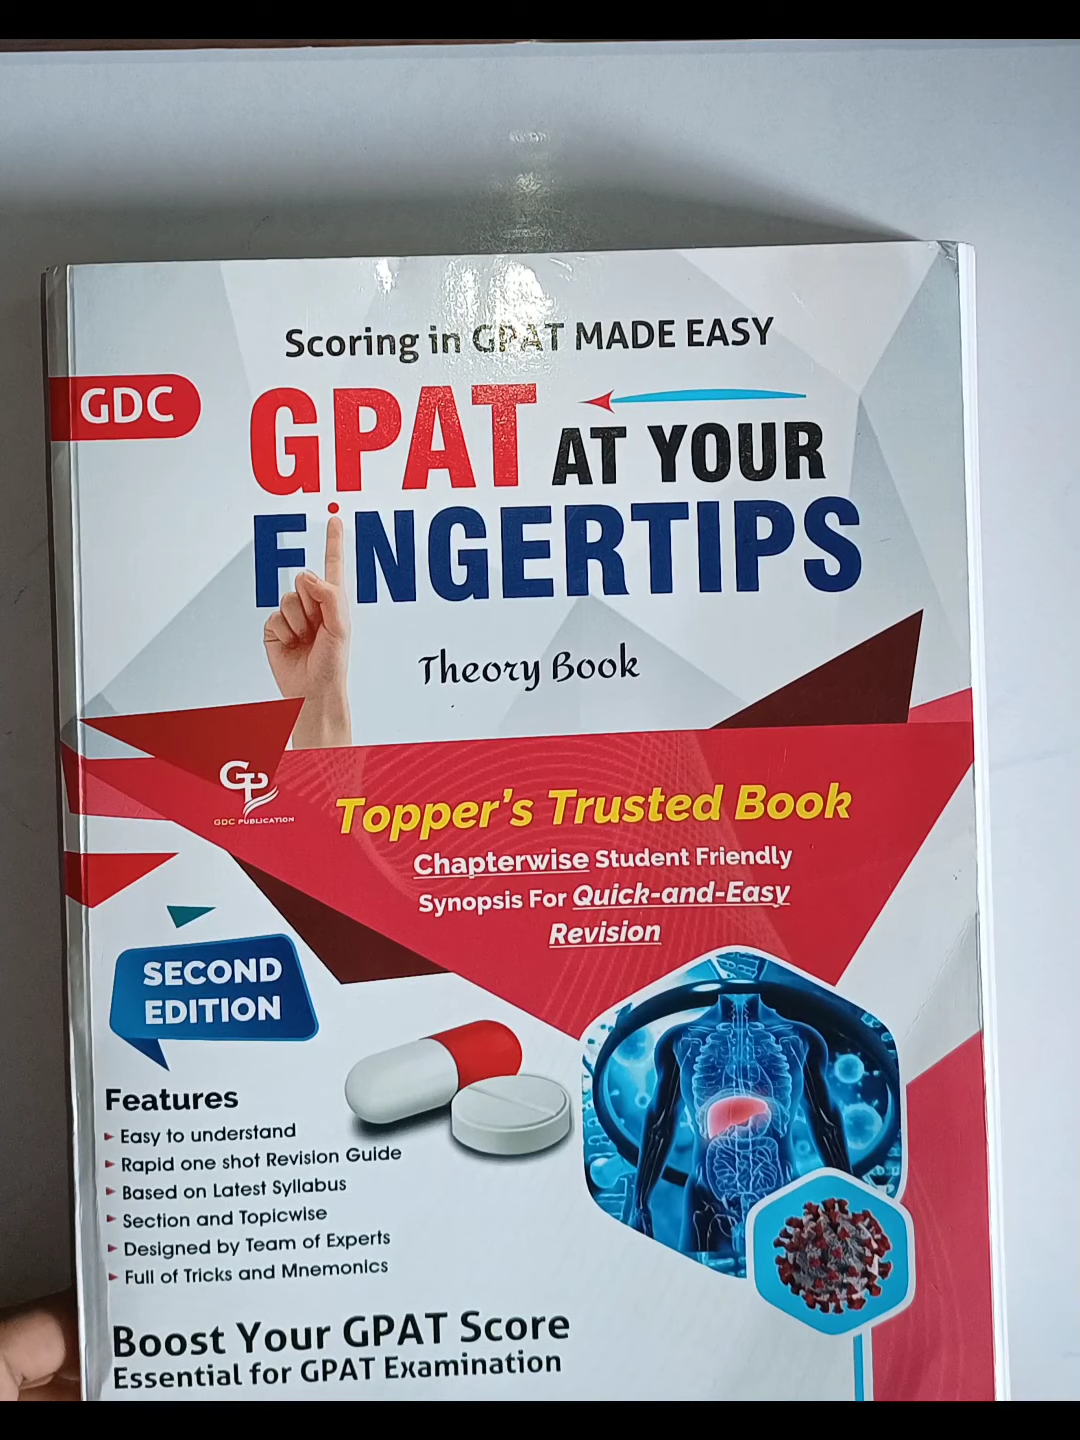 Scoring in GPAT MADE EASY
GDC
GPAT AT YOUR
FINGERTIPS
Theory Book
GP
GDC PUBLICATION
Topper's Trusted Book
Chapterwise Student Friendly
Synopsis For Quick-and-Easy
Revision
SECOND
EDITION
Features
Easy to understand
Rapid one shot Revision Guide
Based on Latest Syllabus
Section and Topicwise
Designed by Team of Experts
Full of Tricks and Mnemonics
Boost Your GPAT Score
Essential for GPAT Examination